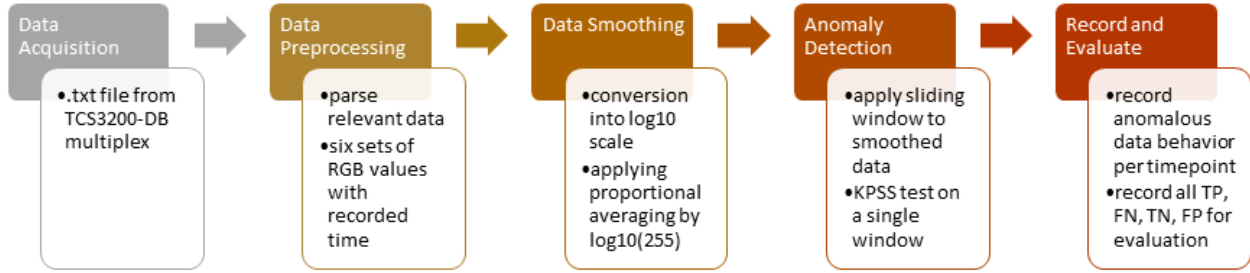 Data
Acquisition
•.txt file from
TCS3200-DB
multiplex
Data
Preprocessing
•parse
relevant data
•six sets of
RGB values
with
recorded
time
Data Smoothing
•conversion
into log10
scale
•applying
proportional
averaging by
log10(255)
Anomaly
Detection
•apply sliding
window to
smoothed
data
•KPSS test on
a single
window
Record and
Evaluate
•record
anomalous
data behavior
per timepoint
•record all TP,
FN, TN, FP for
evaluation